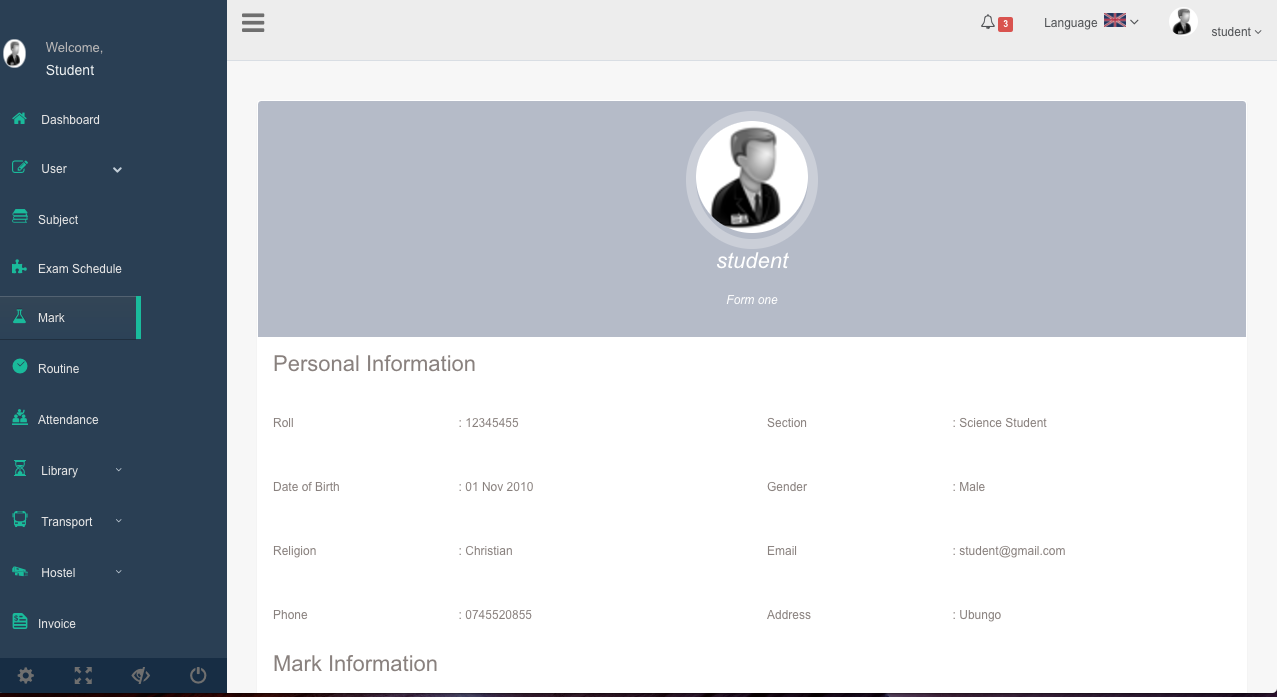 Welcome,
Student
Dashboard
User
Subject
Exam Schedule
Mark
Routine
Attendance
Library
Transport
Hostel
Invoice
3
Language
student
student
Form one
Personal Information
Roll : 12345455 Section : Science Student
Date of Birth : 01 Nov 2010 Gender : Male
Religion : Christian Email : student@gmail.com
Phone : 0745520855 Address : Ubungo
Mark Information